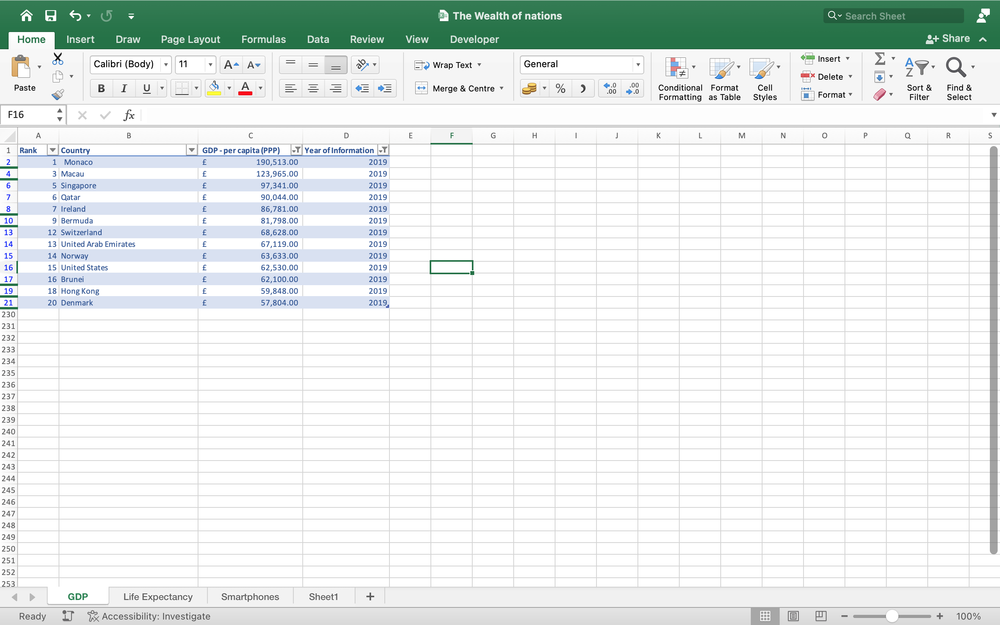 The Wealth of nations
Search Sheet
Home Insert Draw Page Layout Formulas Data Review View Developer Share
Paste
Calibri (Body) 11
Wrap Text
General
Merge & Centre
Conditional Formatting
Format as Table
Cell Styles
Insert
Delete
Format
Sort & Filter
Find & Select
F16 fx
A B C D E F G H I J K L M N O P Q R S
1 Rank Country GDP - per capita (PPP) Year of Information
2 1 Monaco £ 190,513.00 2019
4 3 Macau £ 123,965.00 2019
6 5 Singapore £ 97,341.00 2019
7 6 Qatar £ 90,044.00 2019
8 7 Ireland £ 86,781.00 2019
10 9 Bermuda £ 81,798.00 2019
13 12 Switzerland £ 68,628.00 2019
14 13 United Arab Emirates £ 67,119.00 2019
15 14 Norway £ 63,633.00 2019
16 15 United States £ 62,530.00 2019
17 16 Brunei £ 62,100.00 2019
19 18 Hong Kong £ 59,848.00 2019
21 20 Denmark £ 57,804.00 2019
230
231
232
233
234
235
236
237
238
239
240
241
242
243
244
245
246
247
248
249
250
251
252
253
GDP Life Expectancy Smartphones Sheet1 +
Ready Accessibility: Investigate 100%